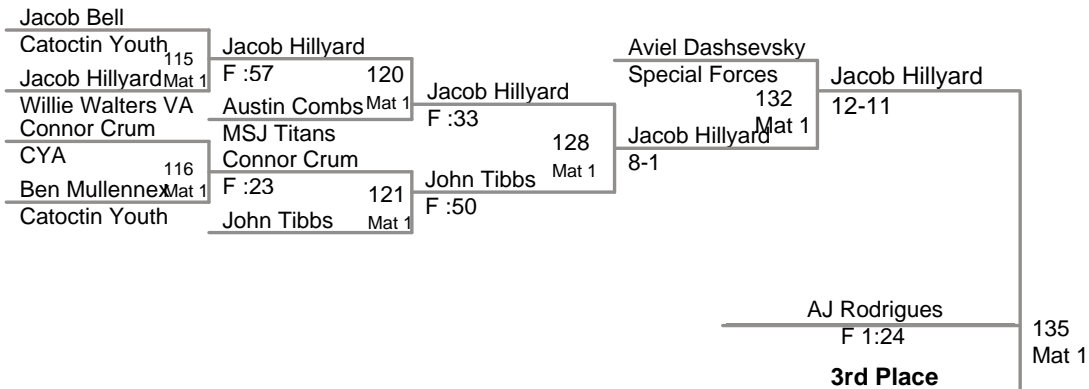 Jacob Bell
Catoctin Youth
115
Jacob Hillyard Mat 1
Willie Walters VA
Connor Crum
CYA
116
Ben Mullennex Mat 1
Catoctin Youth
Jacob Hillyard
F :57
120
Austin Combs Mat 1
MSJ Titans
Connor Crum
F :23
121
John Tibbs
Mat 1
Jacob Hillyard
F :33
128
Mat 1
John Tibbs
F :50
Aviel Dashsevsky
Special Forces
132
Mat 1
Jacob Hillyard
8-1
Jacob Hillyard
12-11
AJ Rodrigues
F 1:24
135
Mat 1
3rd Place